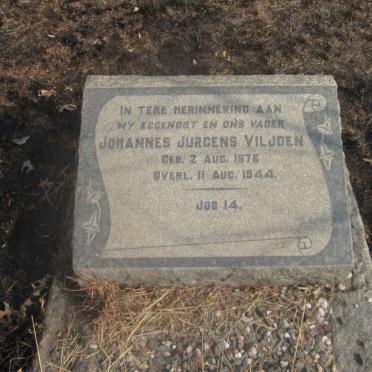 IN TERE HERINNERING AAN
MY EGGENOOT EN ONS VADER
JOHANNES JURGENS VILJOEN
GEB. 2 AUG. 1876
OVERL. 11 AUG. 1944.
JOB 14.